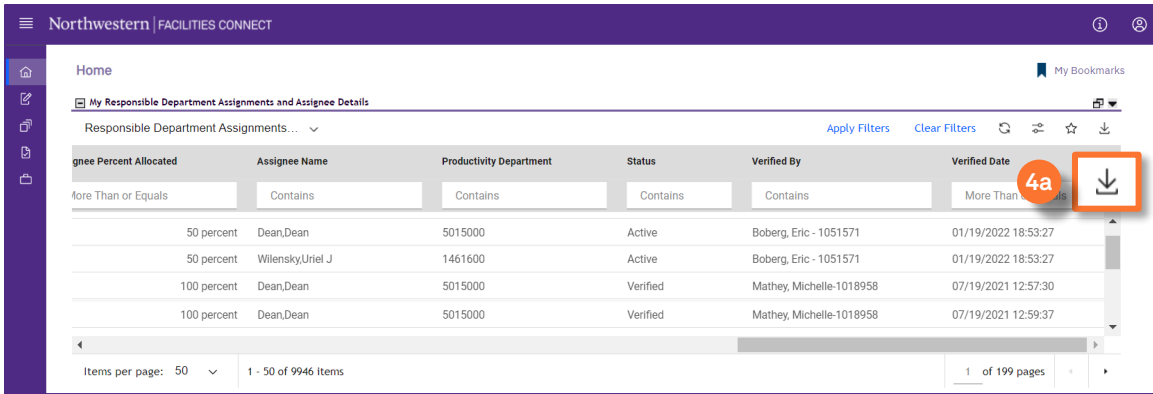 Northwestern | FACILITIES CONNECT
Home
My Bookmarks
My Responsible Department Assignments and Assignee Details
Responsible Department Assignments...
Apply Filters Clear Filters
gnee Percent Allocated Assignee Name Productivity Department Status Verified By Verified Date
4a
More Than or Equals Contains Contains Contains Contains More Than
50 percent Dean,Dean 5015000 Active Boberg, Eric - 1051571 01/19/2022 18:53:27
50 percent Wilensky,Uriel J 1461600 Active Boberg, Eric - 1051571 01/19/2022 18:53:27
100 percent Dean,Dean 5015000 Verified Mathey, Michelle-1018958 07/19/2021 12:57:30
100 percent Dean,Dean 5015000 Verified Mathey, Michelle-1018958 07/19/2021 12:59:37
Items per page: 50 1 - 50 of 9946 items 1 of 199 pages